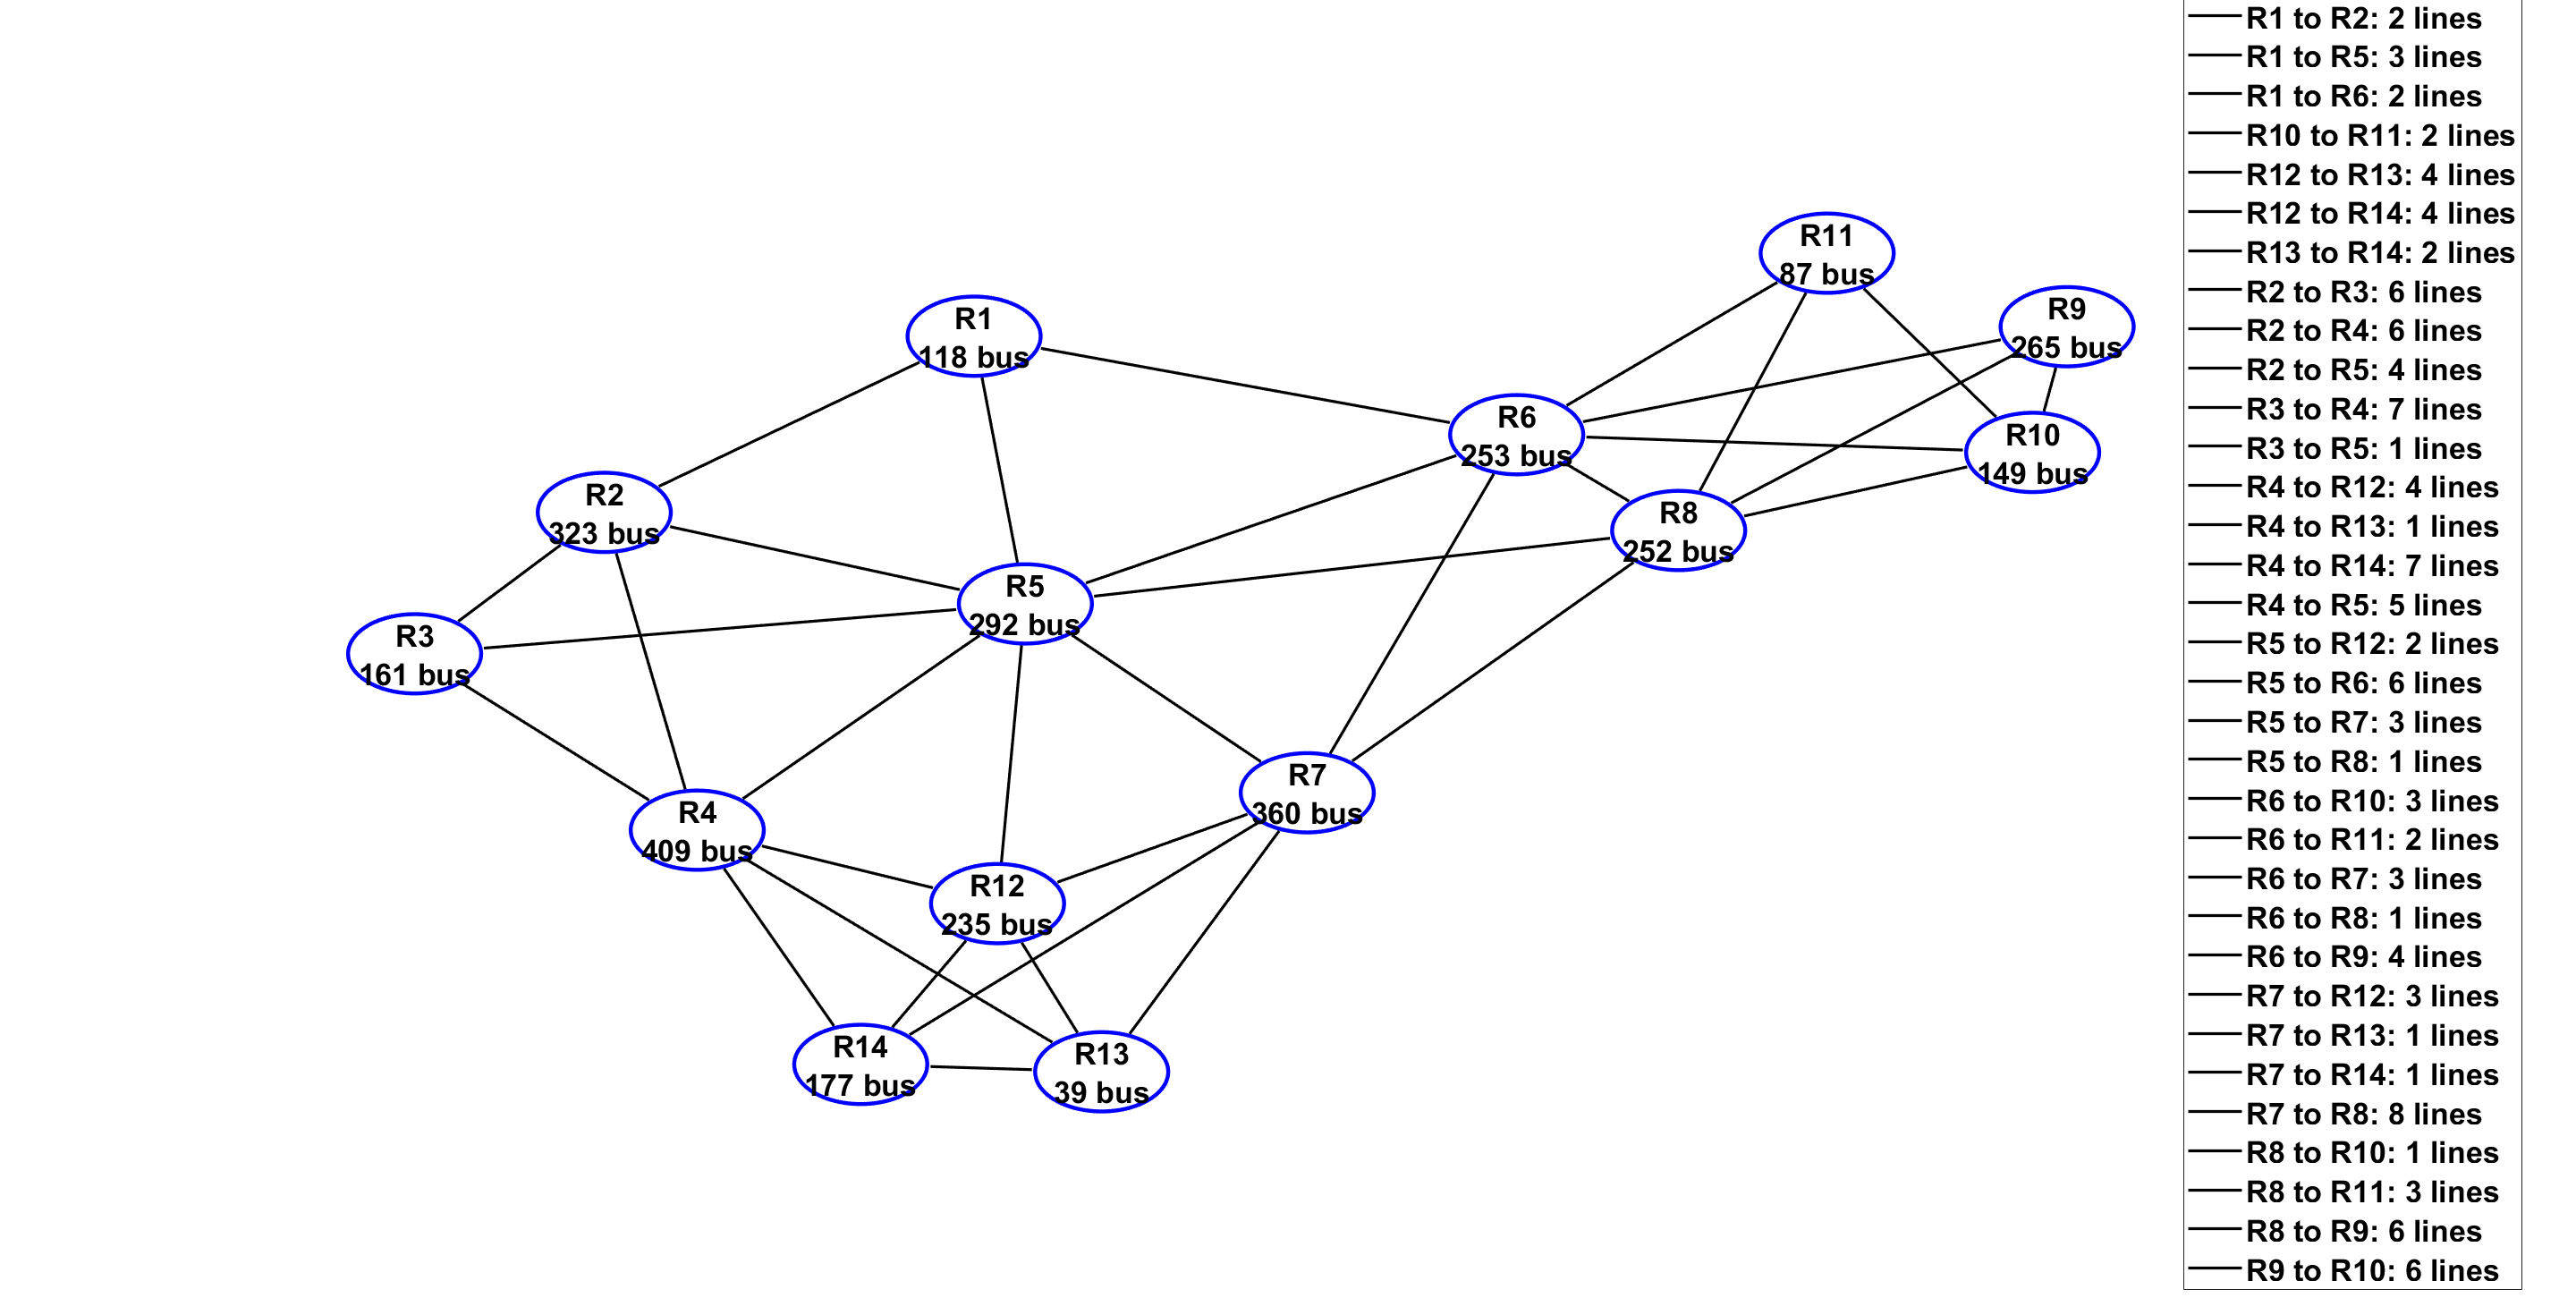 R1
118 bus
R2
323 bus
R3
161 bus
R4
409 bus
R5
292 bus
R6
253 bus
R7
360 bus
R8
252 bus
R9
265 bus
R10
149 bus
R11
87 bus
R12
235 bus
R13
39 bus
R14
177 bus
R1 to R2: 2 lines
R1 to R5: 3 lines
R1 to R6: 2 lines
R10 to R11: 2 lines
R12 to R13: 4 lines
R12 to R14: 4 lines
R13 to R14: 2 lines
R2 to R3: 6 lines
R2 to R4: 6 lines
R2 to R5: 4 lines
R3 to R4: 7 lines
R3 to R5: 1 lines
R4 to R12: 4 lines
R4 to R13: 1 lines
R4 to R14: 7 lines
R4 to R5: 5 lines
R5 to R12: 2 lines
R5 to R6: 6 lines
R5 to R7: 3 lines
R5 to R8: 1 lines
R6 to R10: 3 lines
R6 to R11: 2 lines
R6 to R7: 3 lines
R6 to R8: 1 lines
R6 to R9: 4 lines
R7 to R12: 3 lines
R7 to R13: 1 lines
R7 to R14: 1 lines
R7 to R8: 8 lines
R8 to R10: 1 lines
R8 to R11: 3 lines
R8 to R9: 6 lines
R9 to R10: 6 lines